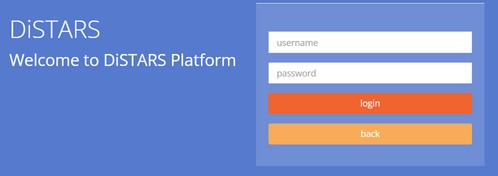 DiSTARS
Welcome to DiSTARS Platform
username
password
login
back